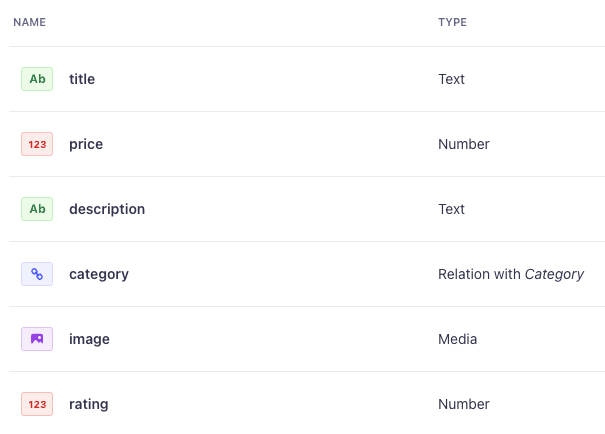 NAME TYPE
Ab title Text
123 price Number
Ab description Text
category Relation with Category
image Media
123 rating Number